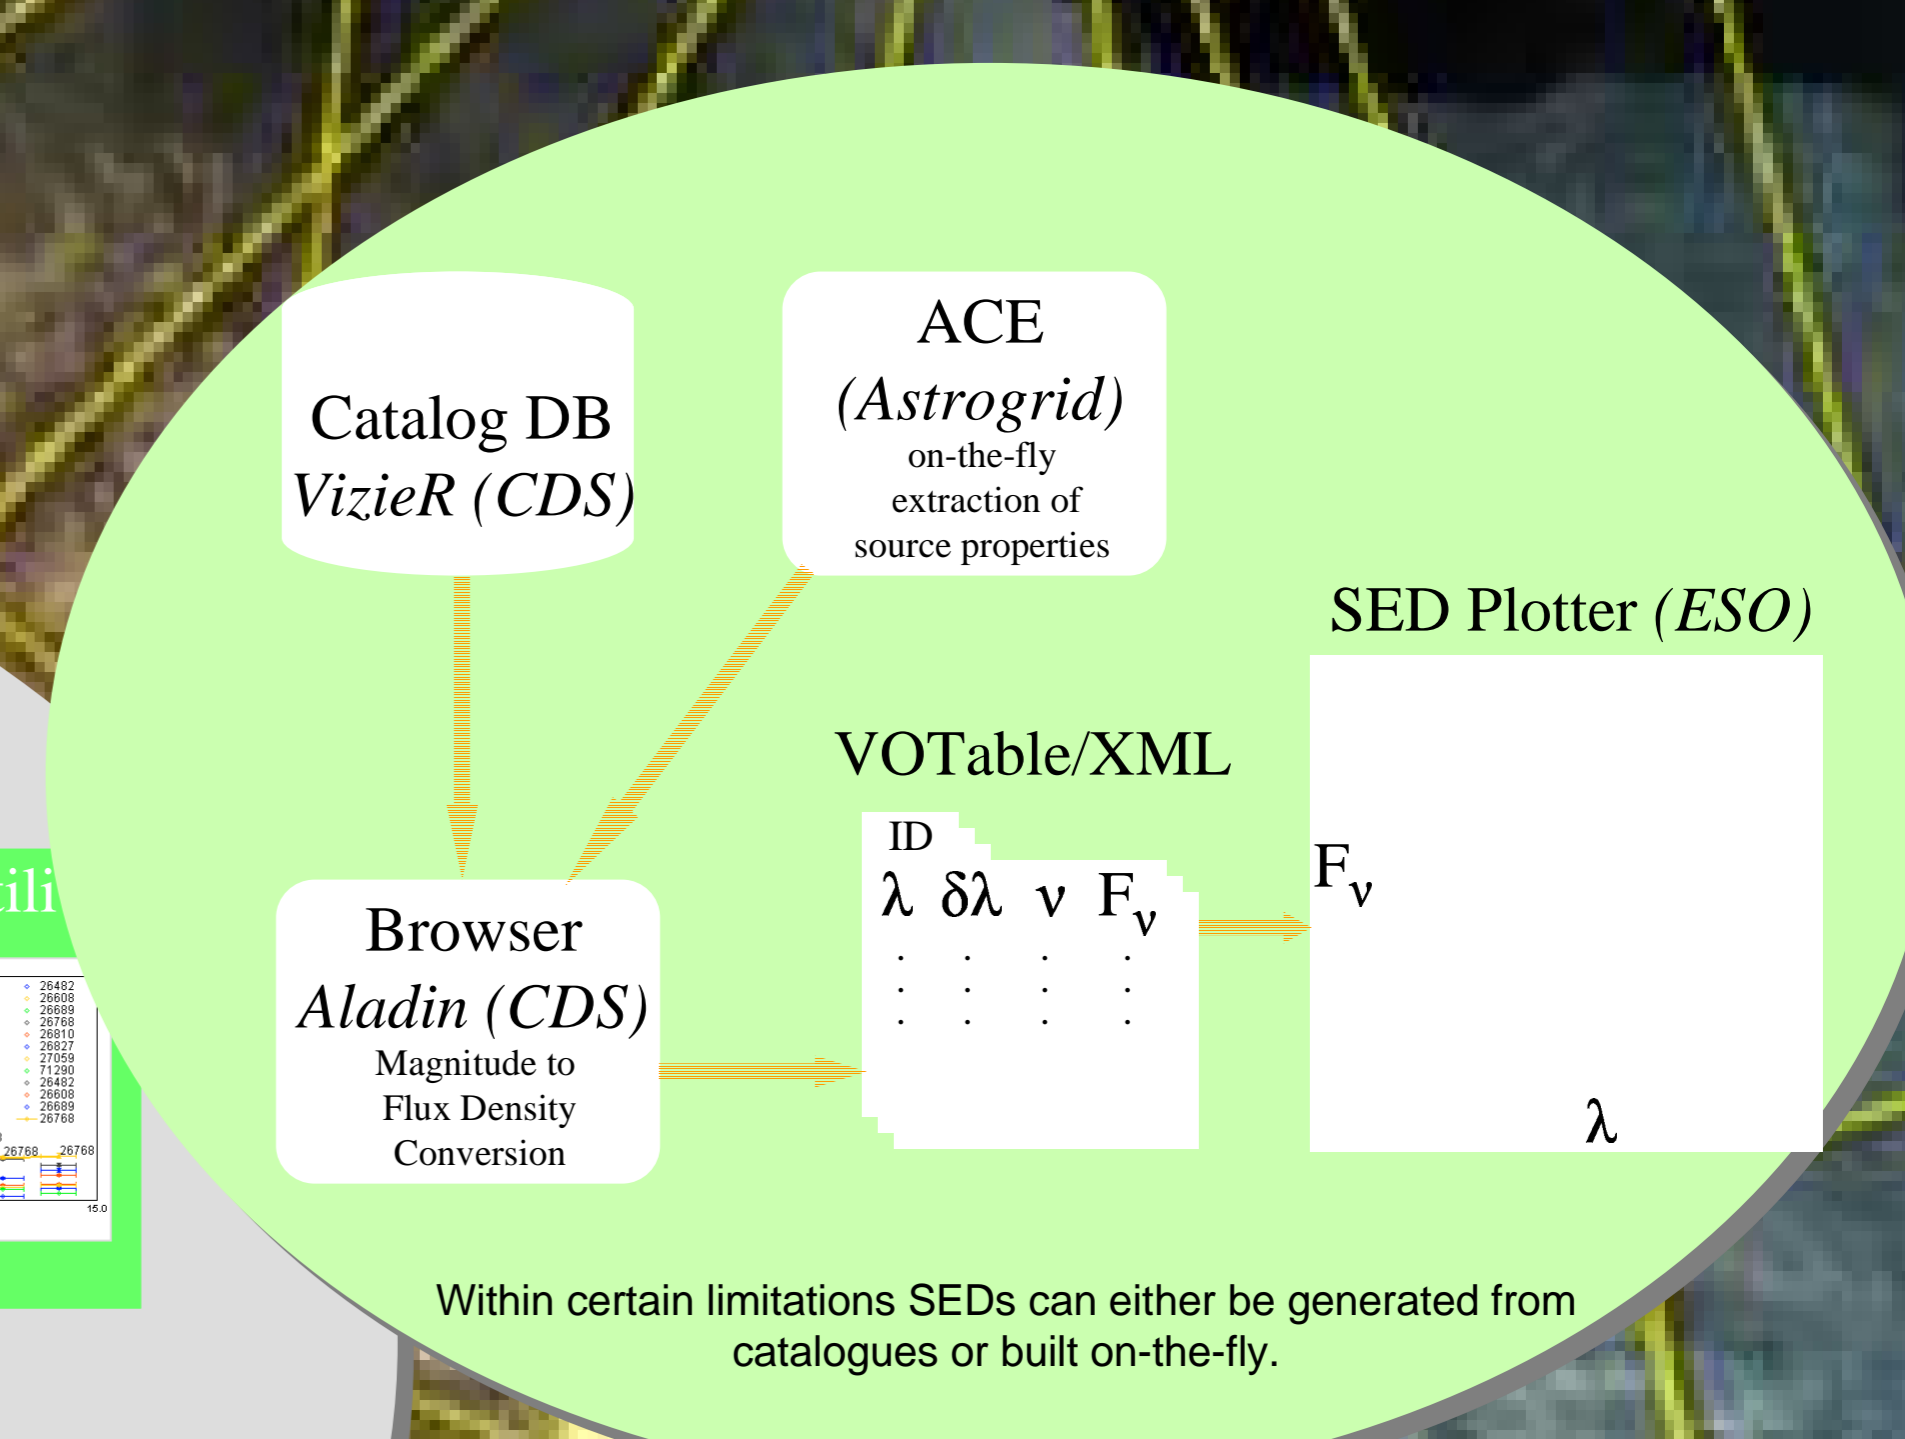 Catalog DB
VizieR (CDS)
ACE
(Astrogrid)
on-the-fly
extraction of
source properties
SED Plotter (ESO)
VOTable/XML
ID
λ δλ ν Fν
. . . .
. . . .
. . . .
Fν
λ
Browser
Aladin (CDS)
Magnitude to
Flux Density
Conversion
26482
26608
26689
26768
26810
26827
27059
71290
26482
26608
26689
26768
26768 26768
15.0
Within certain limitations SEDs can either be generated from
catalogues or built on-the-fly.